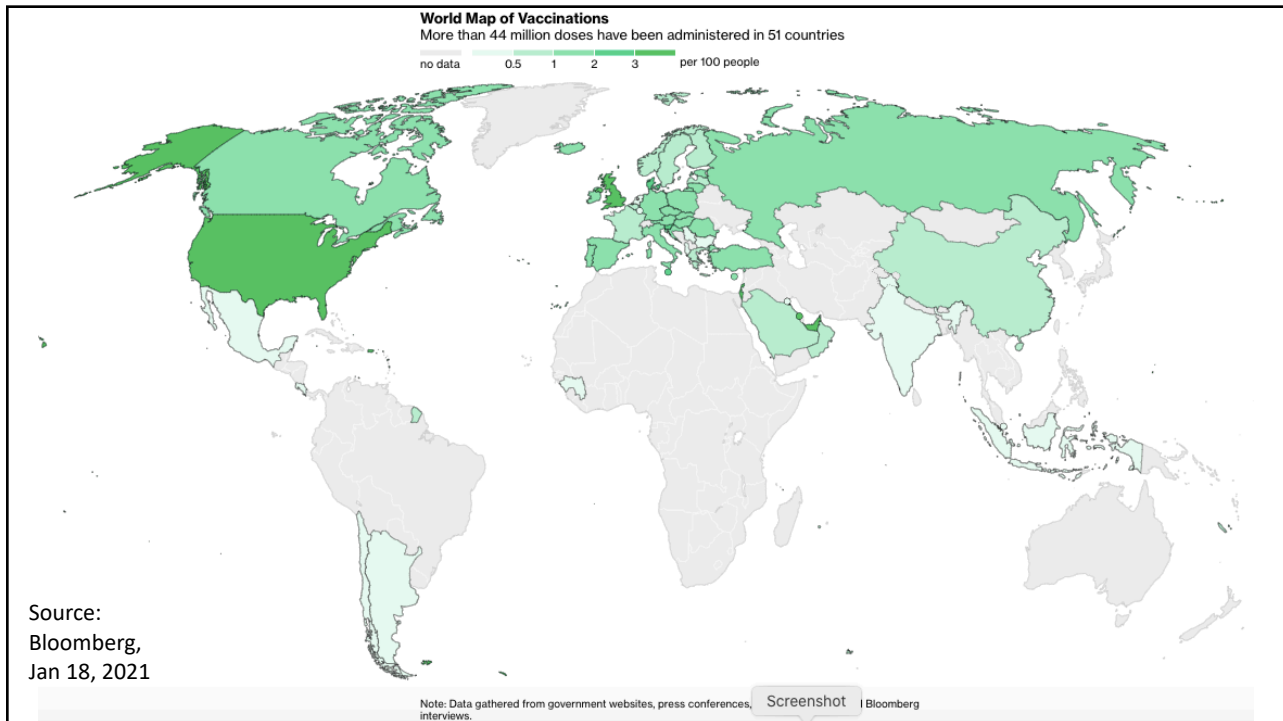 World Map of Vaccinations
More than 44 million doses have been administered in 51 countries
no data 0.5 1 2 3 per 100 people
Source:
Bloomberg,
Jan 18, 2021
Note: Data gathered from government websites, press conferences, Screenshot l Bloomberg
interviews.